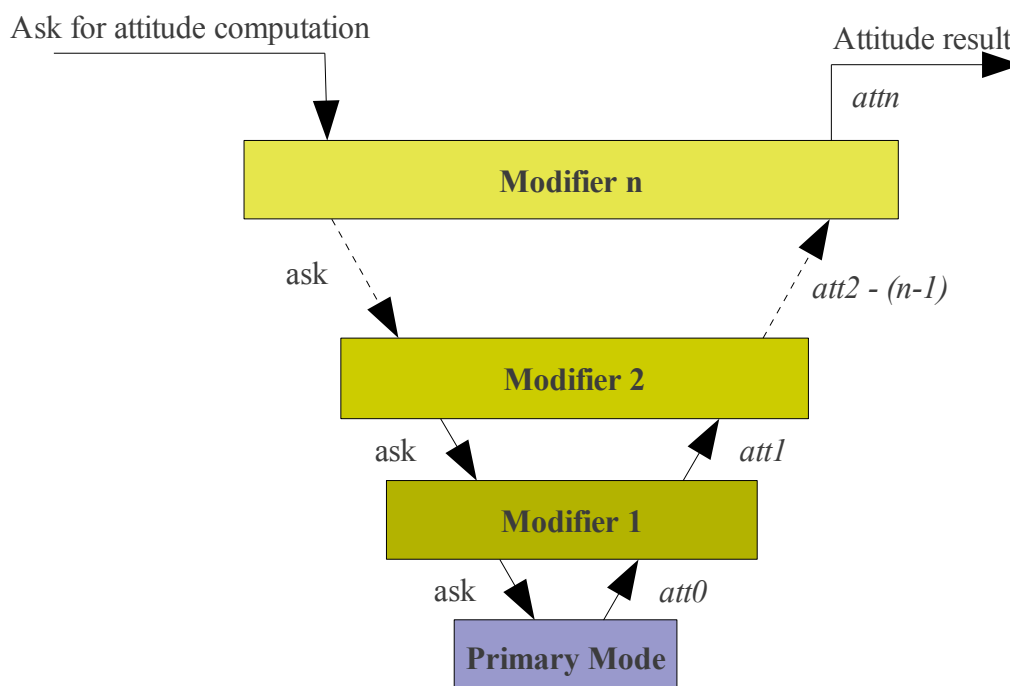 Ask for attitude computation
Attitude result
attn
Modifier n
ask
att2 - (n-1)
Modifier 2
ask
att1
Modifier 1
ask
att0
Primary Mode